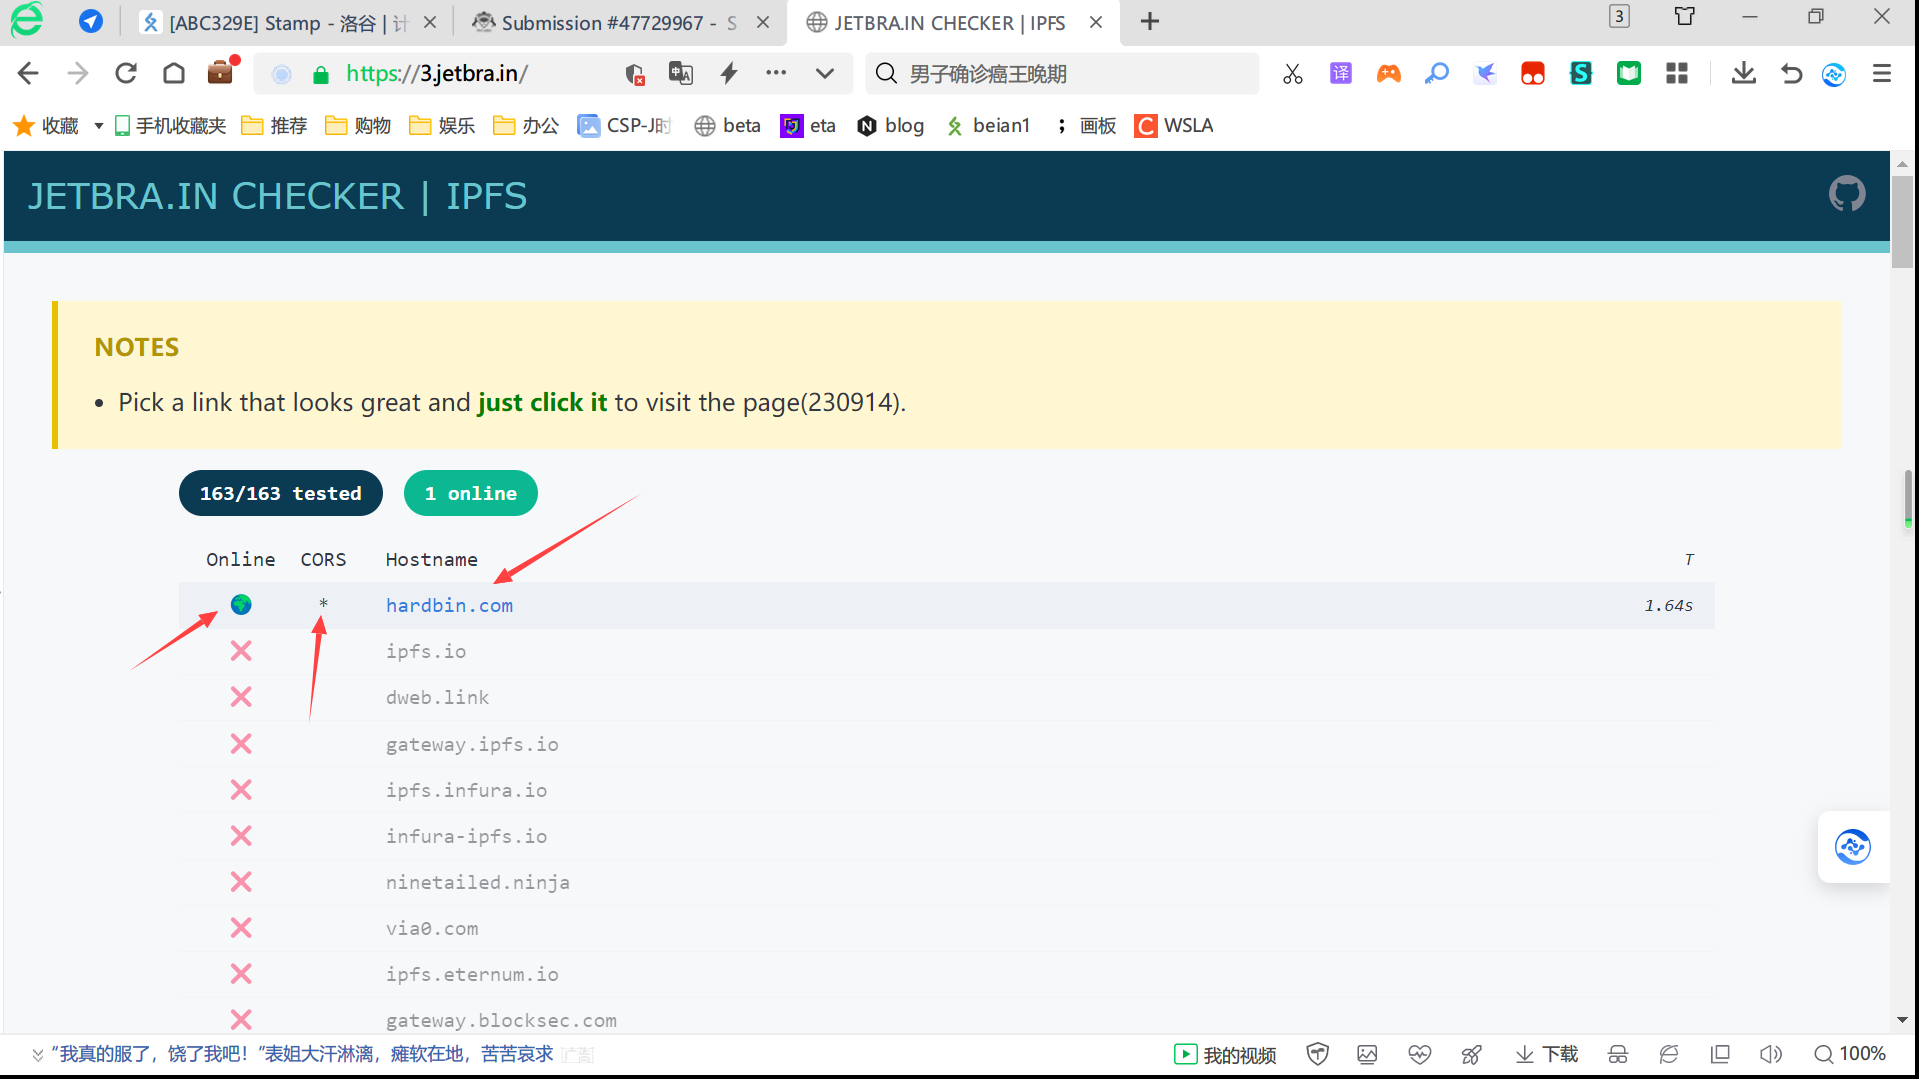 [ABC329E] Stamp - 洛谷 | 计
Submission #47729967 - S
JETBRA.IN CHECKER | IPFS
3
https://3.jetbra.in/
男子确诊癌王晚期
译
收藏
手机收藏夹
推荐
购物
娱乐
办公
CSP-J时
beta
eta
blog
beian1
画板
WSLA
JETBRA.IN CHECKER | IPFS
NOTES
• Pick a link that looks great and just click it to visit the page(230914).
163/163 tested
1 online
Online CORS Hostname T
* hardbin.com 1.64s
ipfs.io
dweb.link
gateway.ipfs.io
ipfs.infura.io
infura-ipfs.io
ninetailed.ninja
via0.com
ipfs.eternum.io
gateway.blocksec.com
“我真的服了，饶了我吧！”表姐大汗淋漓，瘫软在地，苦苦哀求 广告
我的视频
下载
100%